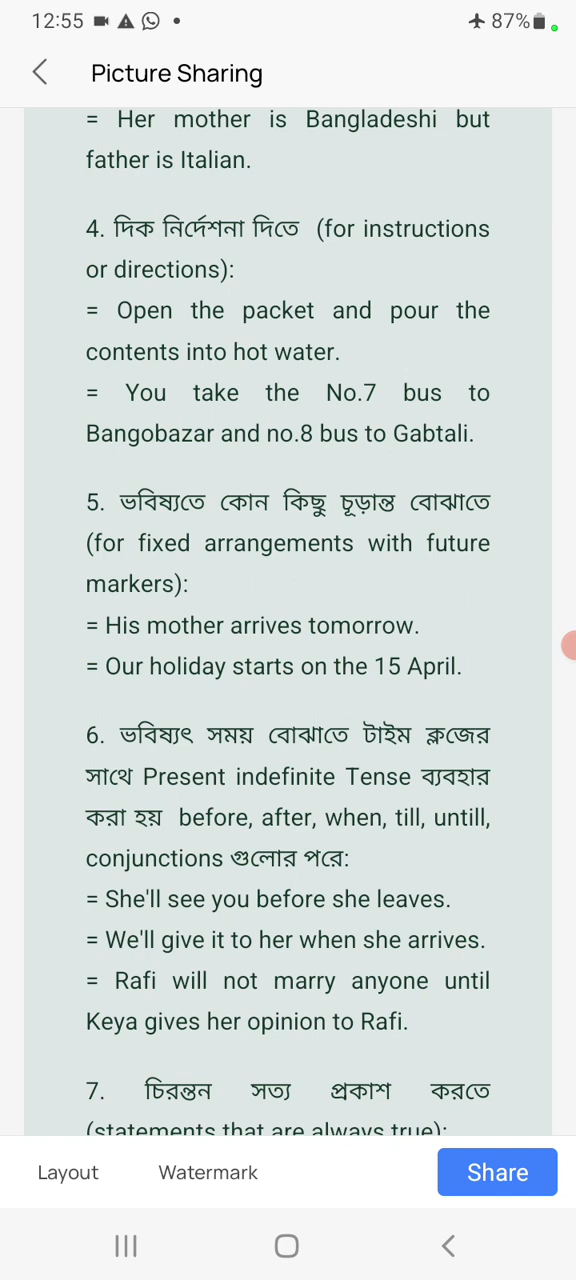 12:55
87%
Picture Sharing
= Her mother is Bangladeshi but
father is Italian.
4. দিক নির্দেশনা দিতে (for instructions
or directions):
= Open the packet and pour the
contents into hot water.
= You take the No.7 bus to
Bangobazar and no.8 bus to Gabtali.
5. ভবিষ্যতে কোন কিছু চূড়ান্ত বোঝাতে
(for fixed arrangements with future
markers):
= His mother arrives tomorrow.
= Our holiday starts on the 15 April.
6. ভবিষ্যৎ সময় বোঝাতে টাইম ক্লজের
সাথে Present indefinite Tense ব্যবহার
করা হয় before, after, when, till, untill,
conjunctions গুলোর পরে:
= She'll see you before she leaves.
= We'll give it to her when she arrives.
= Rafi will not marry anyone until
Keya gives her opinion to Rafi.
7. চিরন্তন সত্য প্রকাশ করতে
(statements that are always true):
Layout
Watermark
Share